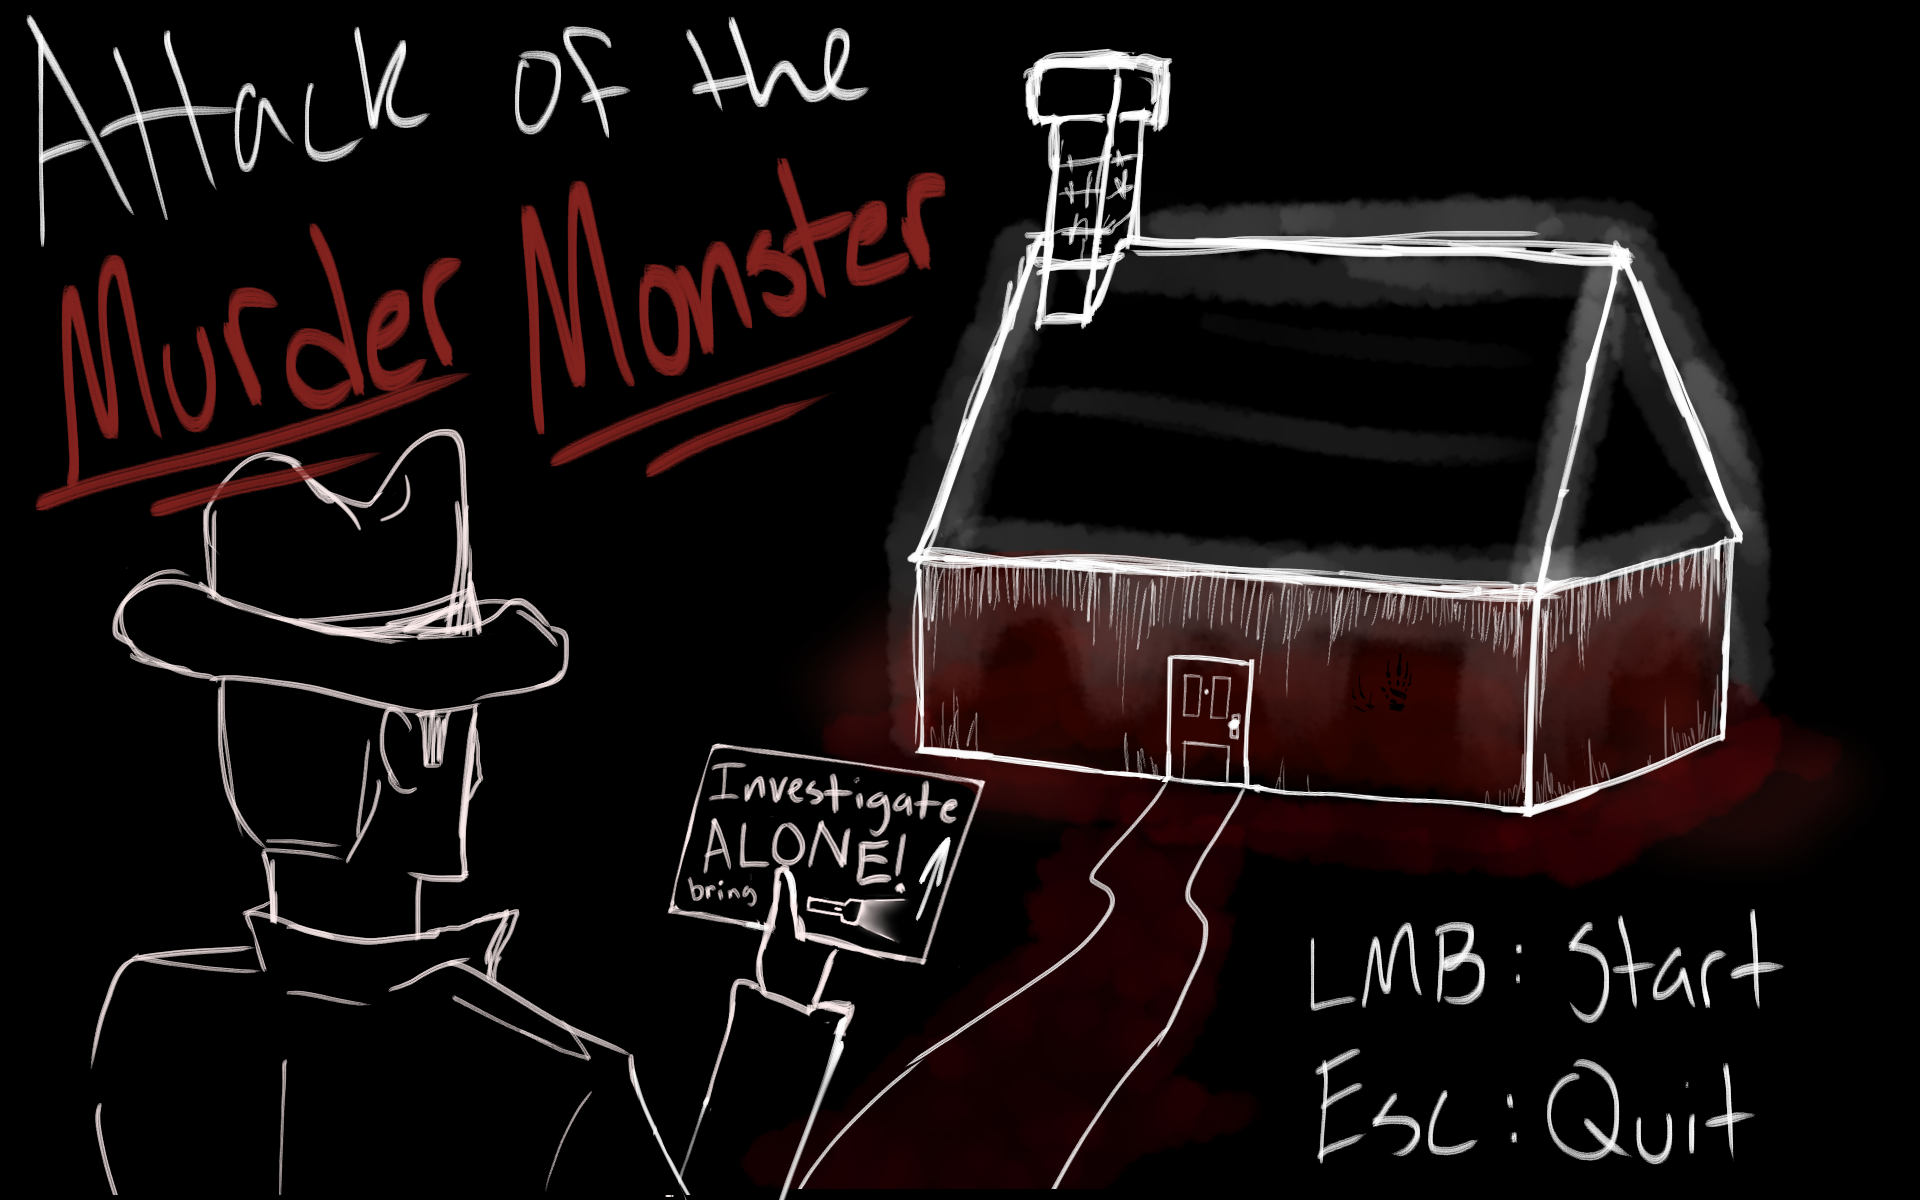 Attack of the
Murder Monster
Investigate
ALONE!
bring
LMB: Start
Esc: Quit